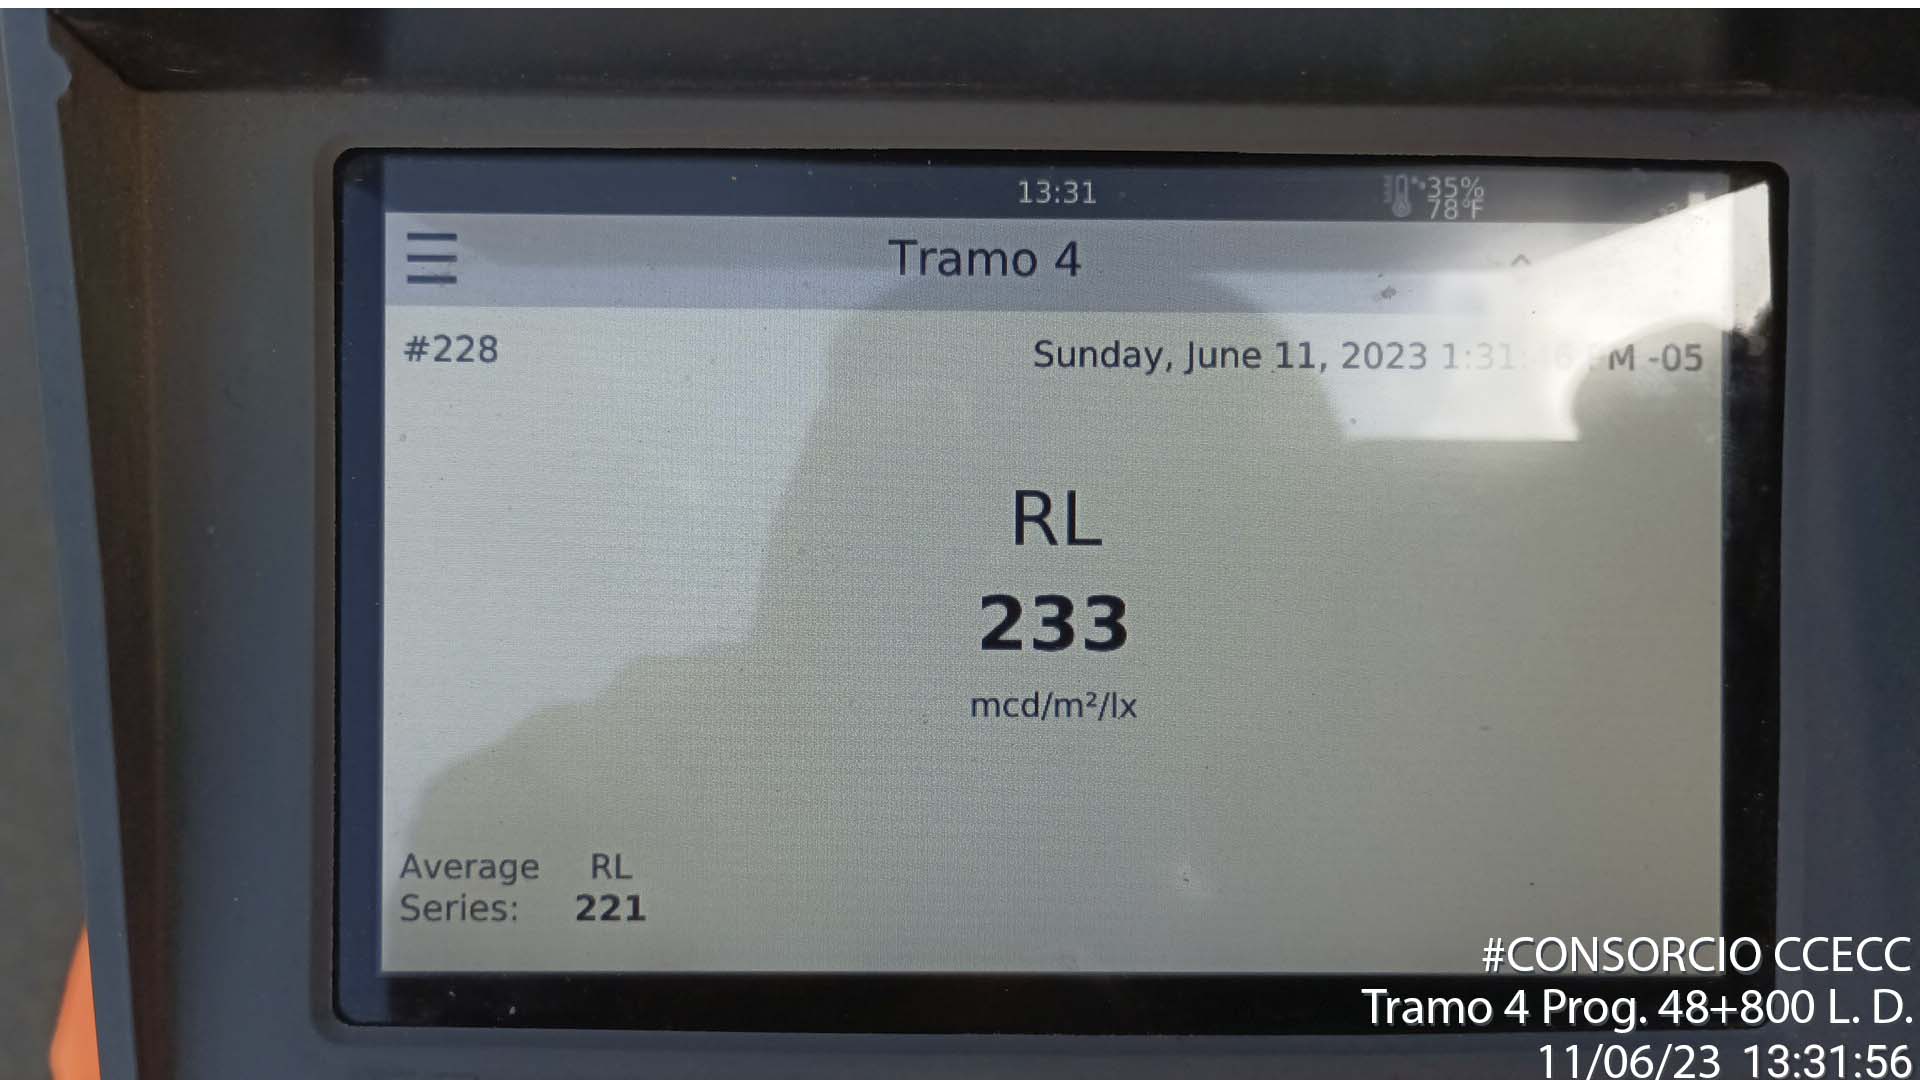 13:31
35%
78°F
Tramo 4
#228
Sunday, June 11, 2023 -05
RL
233
mcd/m²/lx
Average RL
Series: 221
#CONSORCIO CCECC
Tramo 4 Prog. 48+800 L. D.
11/06/23 13:31:56